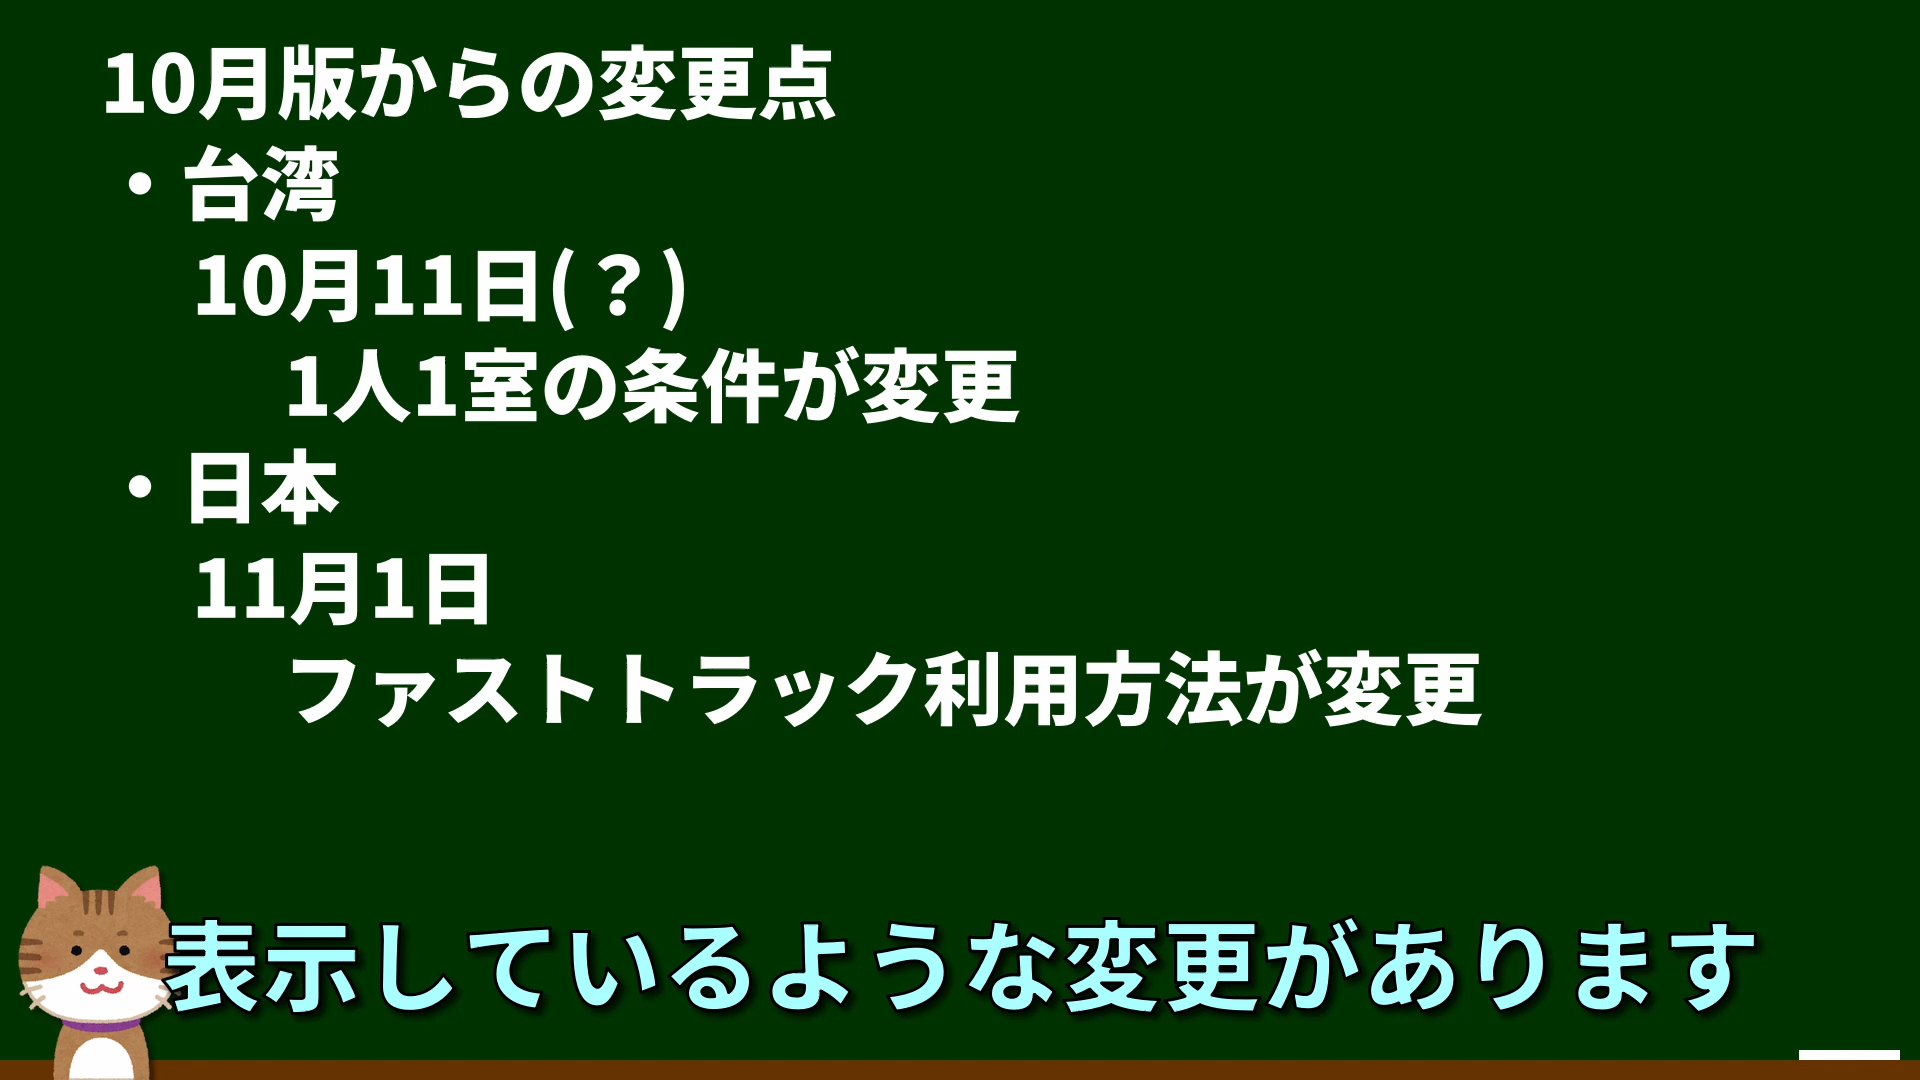 10月版からの変更点
・台湾
10月11日(？)
1人1室の条件が変更
・日本
11月1日
ファストトラック利用方法が変更
表示しているような変更があります